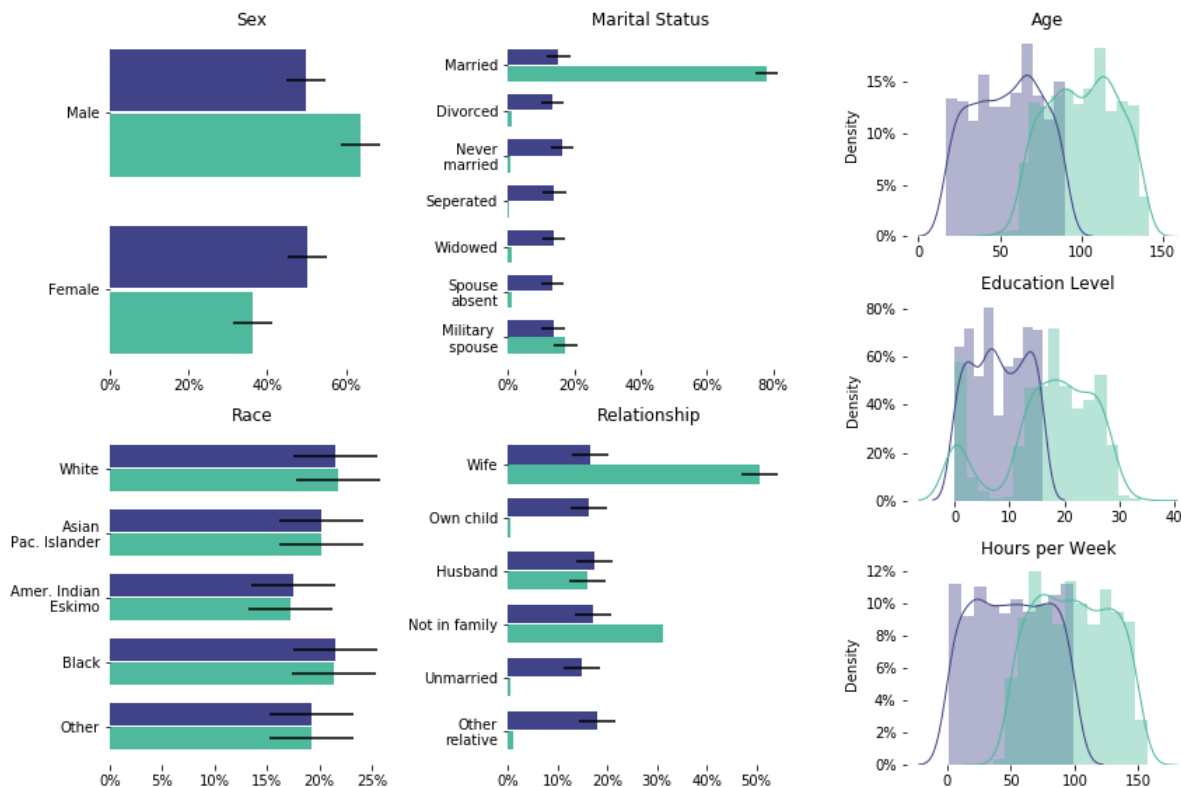 Sex
Male
Female
0%
20%
40%
60%
Marital Status
Married
Divorced
Never
married
Seperated
Widowed
Spouse
absent
Military
spouse
0%
20%
40%
60%
80%
Age
Density
15%
10%
5%
0%
0
50
100
150
Education Level
Density
80%
60%
40%
20%
0%
0
10
20
30
40
Race
White
Asian
Pac. Islander
Amer. Indian
Eskimo
Black
Other
0%
5%
10%
15%
20%
25%
Relationship
Wife
Own child
Husband
Not in family
Unmarried
Other
relative
0%
10%
20%
30%
40%
50%
Hours per Week
Density
12%
10%
8%
6%
4%
2%
0%
0
50
100
150